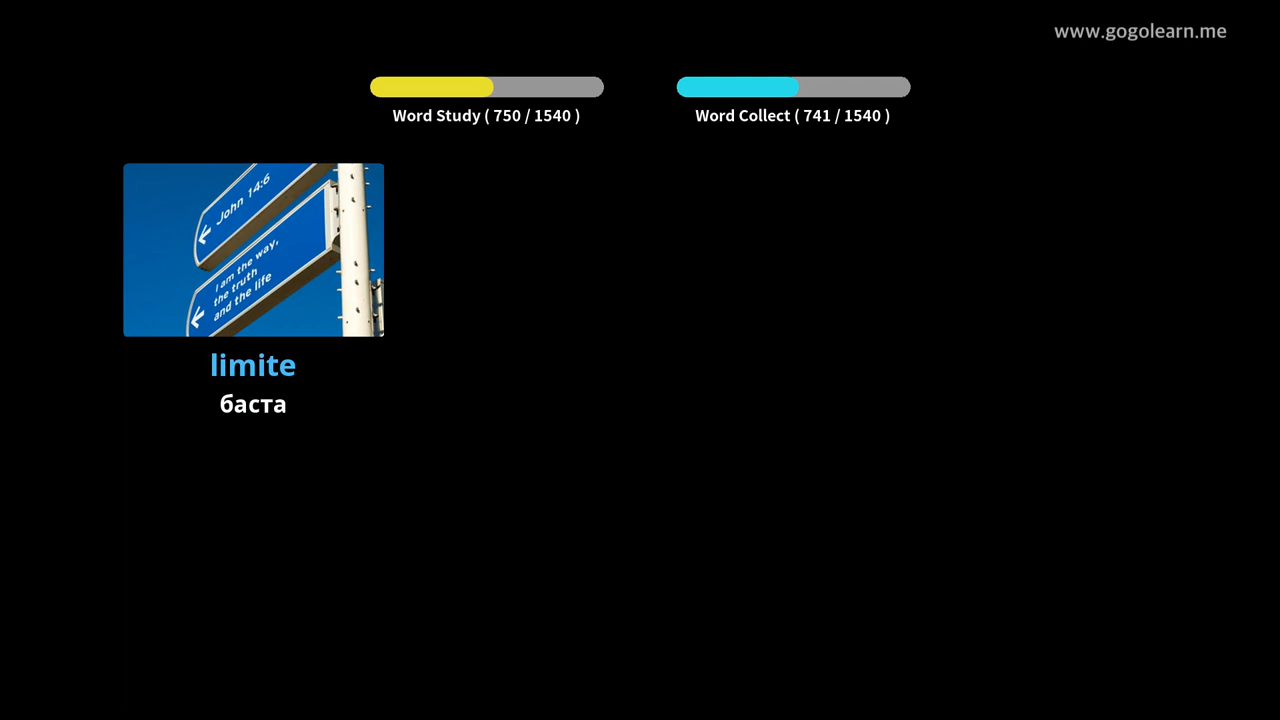 www.gogolearn.me
Word Study ( 750 / 1540 )
Word Collect ( 741 / 1540 )
John 14:6
I am the way,
the truth
and the life
limite
баста